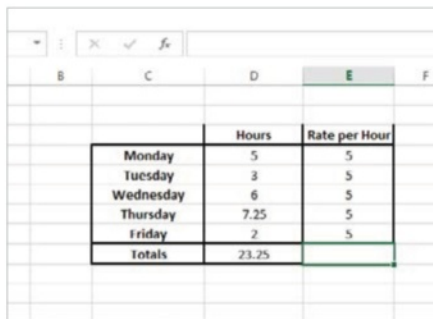 fx
B C D E F
Hours Rate per Hour
Monday 5 5
Tuesday 3 5
Wednesday 6 5
Thursday 7.25 5
Friday 2 5
Totals 23.25